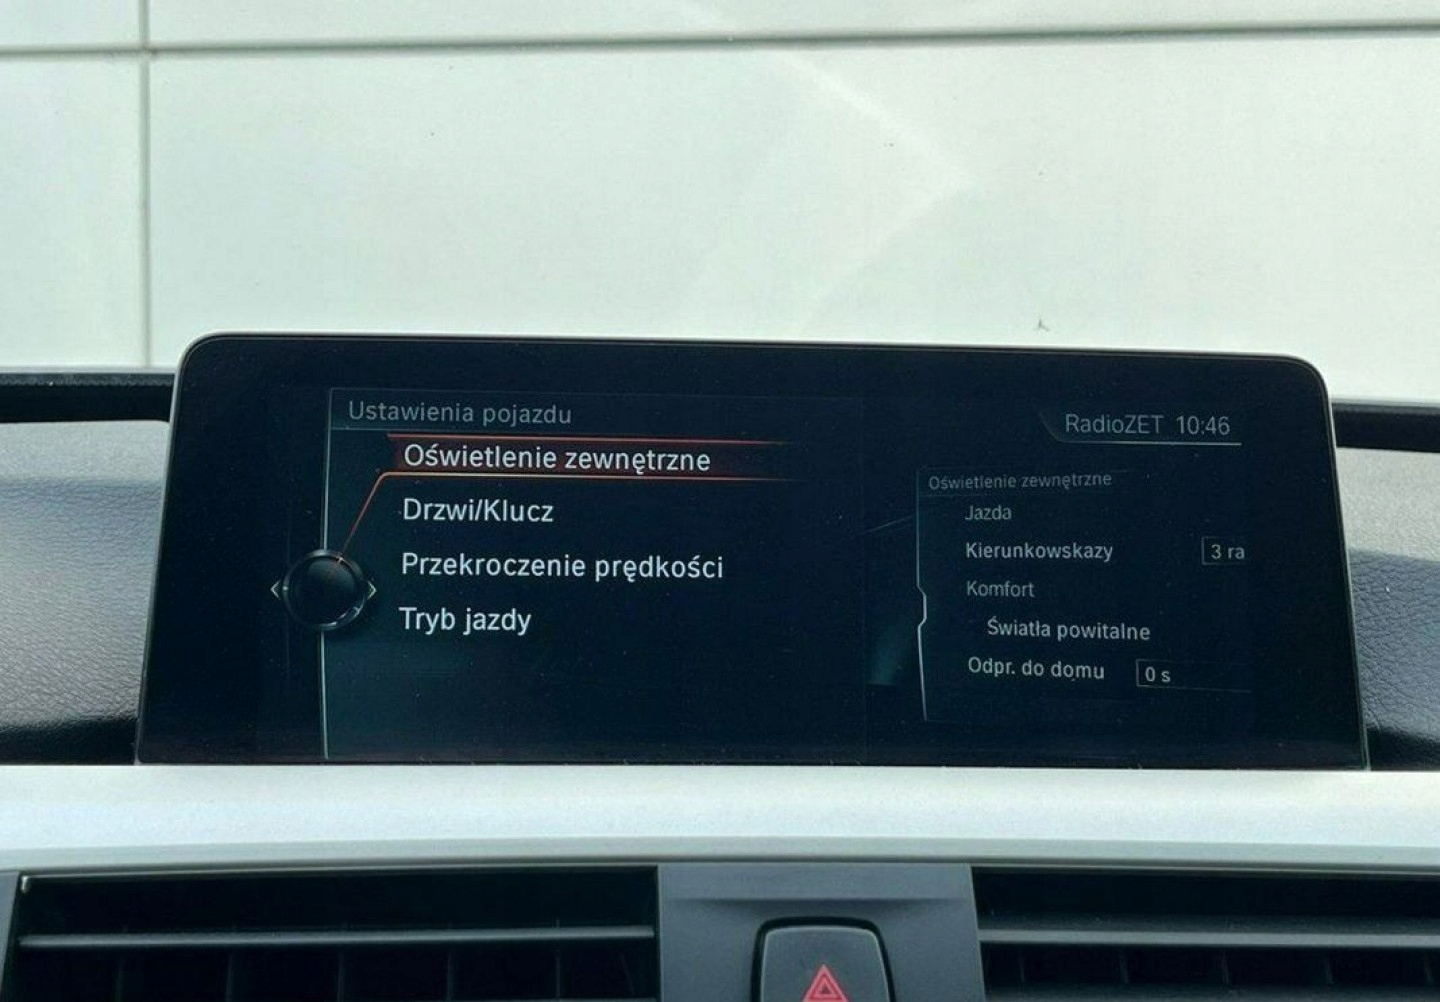 Ustawienia pojazdu
RadioZET 10:46
Oświetlenie zewnętrzne
Drzwi/Klucz
Przekroczenie prędkości
Tryb jazdy
Oświetlenie zewnętrzne
Jazda
Kierunkowskazy 3 ra
Komfort
Światła powitalne
Odpr. do domu 0 s